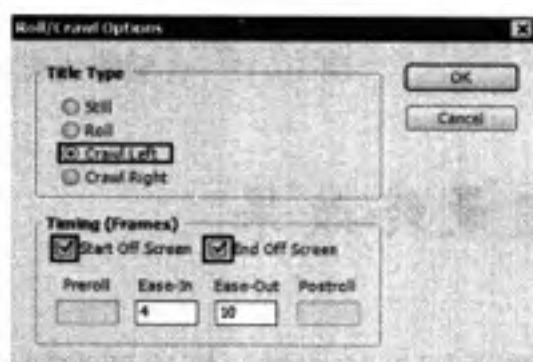 Roll/Crawl Options
Title Type
Still
Roll
Crawl Left
Crawl Right
OK
Cancel
Timing (Frames)
Start Off Screen End Off Screen
Preroll Ease-In Ease-Out Postroll
4 10